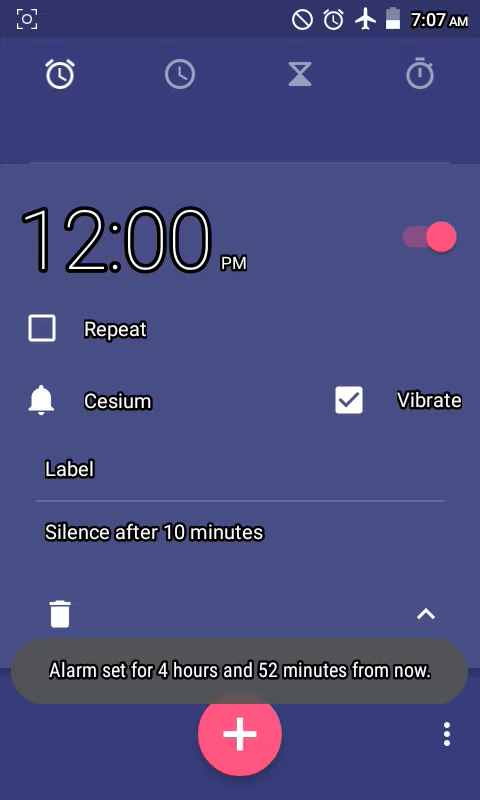 7:07 AM
12:00 PM
Repeat
Cesium Vibrate
Label
Silence after 10 minutes
Alarm set for 4 hours and 52 minutes from now.